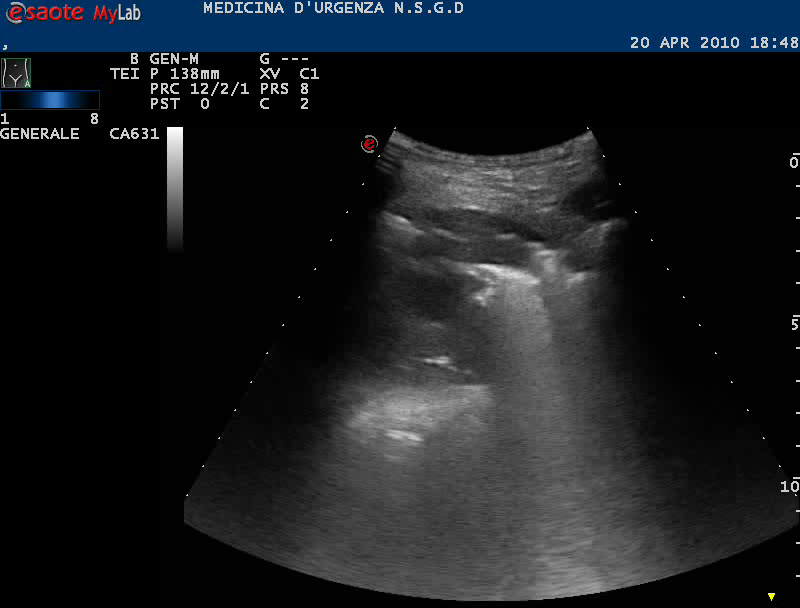 esaote MyLab
MEDICINA D'URGENZA N.S.G.D
,
20 APR 2010 18:48
B GEN-M G ---
TEI P 138mm XV C1
PRC 12/2/1 PRS 8
PST 0 C 2
A
1 8
GENERALE CA631
e
0
5
10